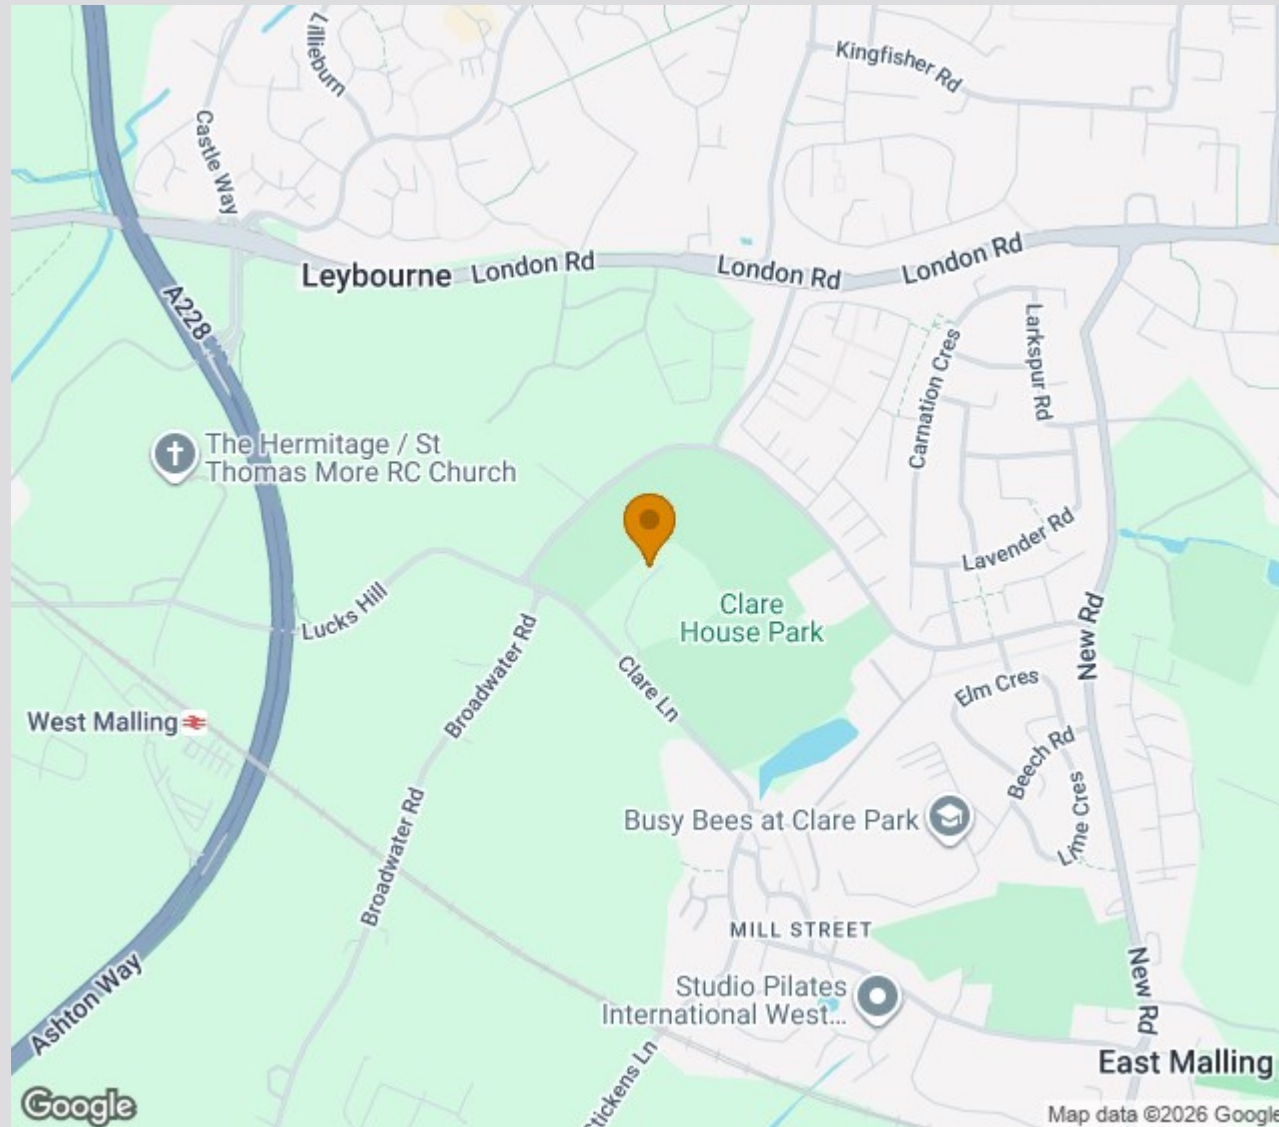 Kingfisher Rd
Lillieburn
Castle Way
Leybourne
London Rd
London Rd
London Rd
A228
Larkspur Rd
Carnation Cres
The Hermitage / St
Thomas More RC Church
Lavender Rd
Lucks Hill
Clare
House Park
New Rd
Broadwater Rd
Clare Ln
Elm Cres
West Malling
Beech Rd
Lime Cres
Busy Bees at Clare Park
Broadwater Rd
MILL STREET
New Rd
Studio Pilates
International West...
Ashton Way
Stickens Ln
East Malling
Google
Map data ©2026 Google